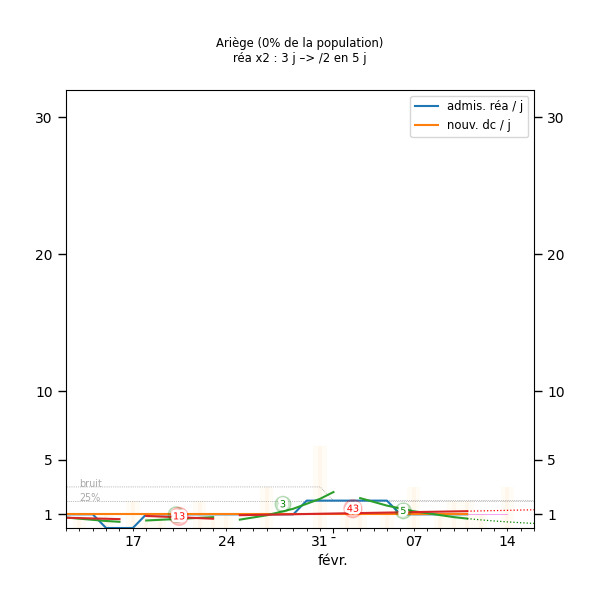 Ariège (0% de la population)
réa x2 : 3 j –> /2 en 5 j
admis. réa / j
nouv. dc / j
30 30
20 20
10 10
5 5
1 1
bruit
25%
13
3
43
5
17 24 31 07 14
févr.